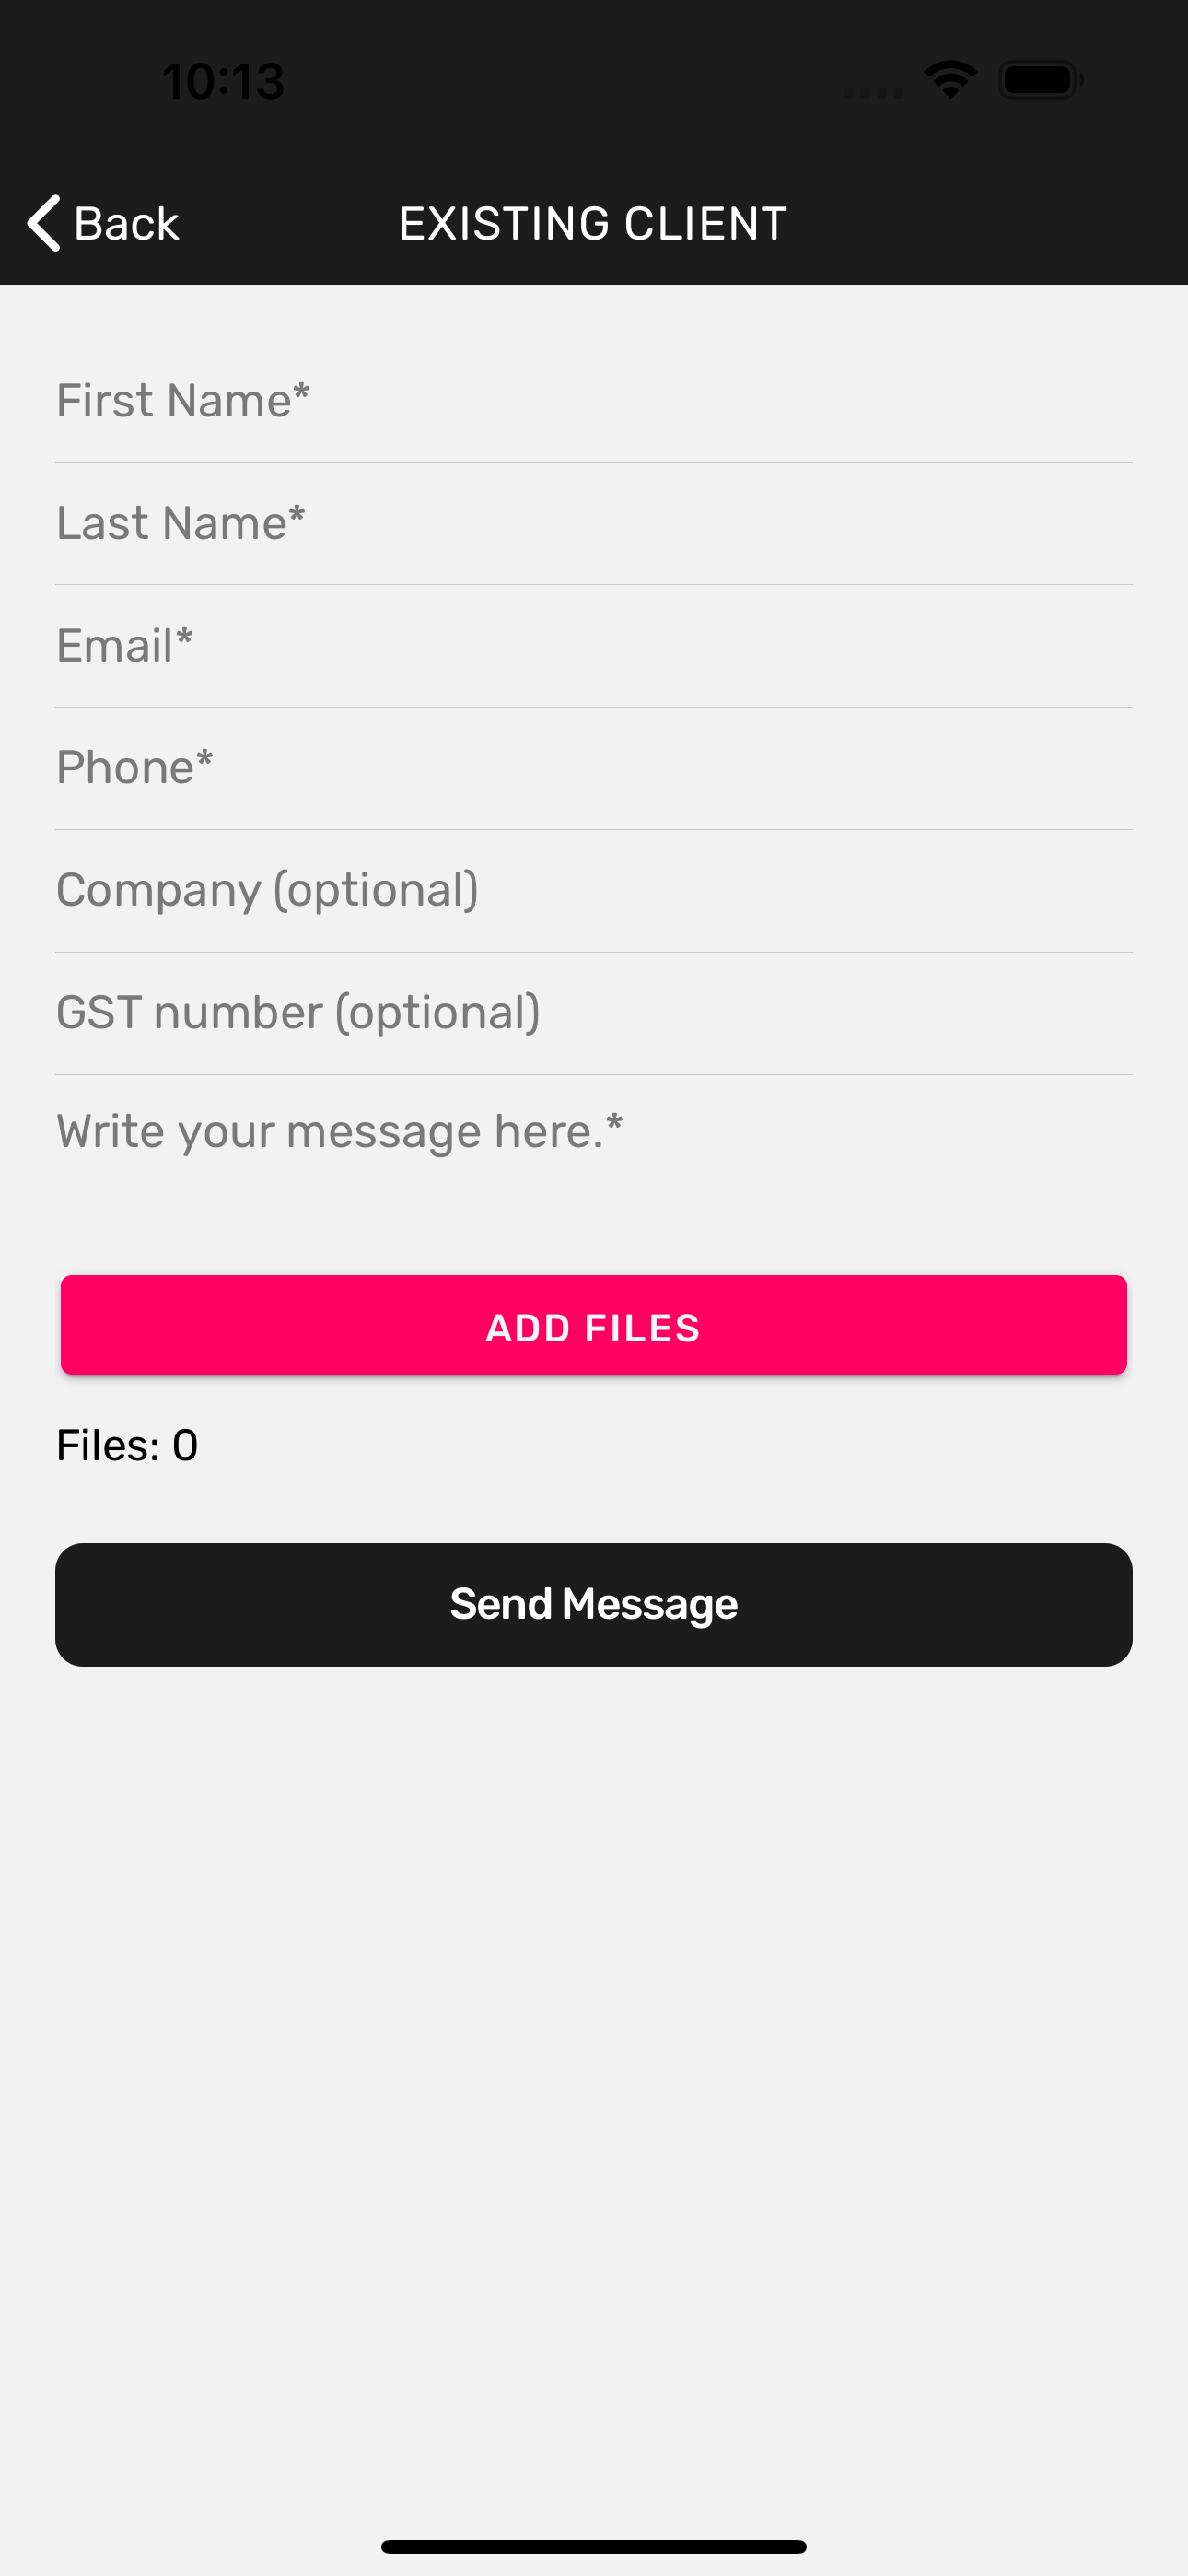 10:13
Back
EXISTING CLIENT
First Name*
Last Name*
Email*
Phone*
Company (optional)
GST number (optional)
Write your message here.*
ADD FILES
Files: 0
Send Message